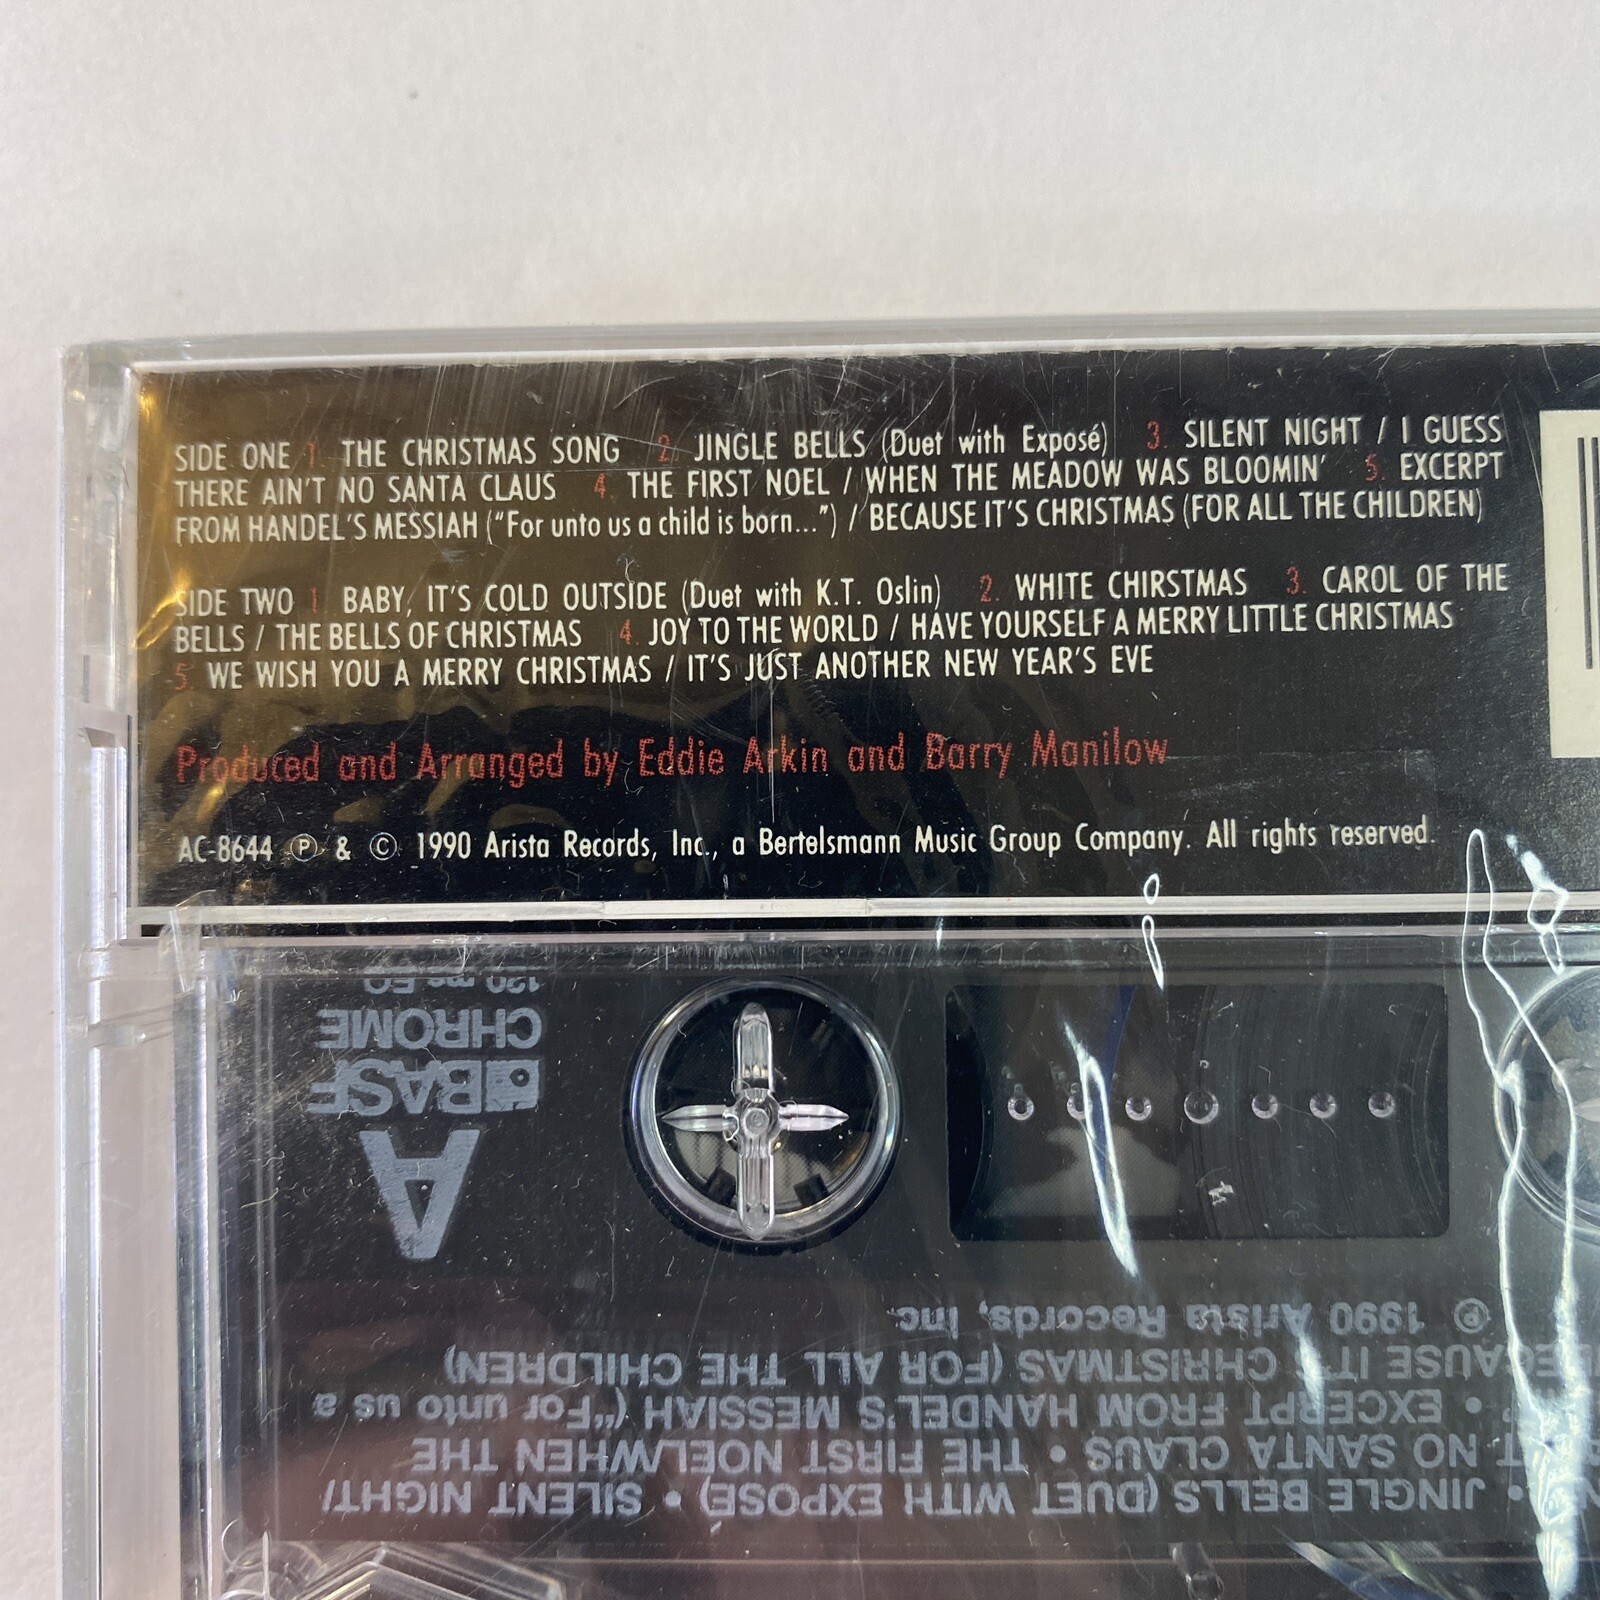 SIDE ONE 1. THE CHRISTMAS SONG 2. JINGLE BELLS (Duet with Exposé) 3. SILENT NIGHT / I GUESS
THERE AIN'T NO SANTA CLAUS 4. THE FIRST NOEL / WHEN THE MEADOW WAS BLOOMIN' 5. EXCERPT
FROM HANDEL'S MESSIAH ("For unto us a child is born...") / BECAUSE IT'S CHRISTMAS (FOR ALL THE CHILDREN)
SIDE TWO 1. BABY, IT'S COLD OUTSIDE (Duet with K.T. Oslin) 2. WHITE CHIRSTMAS 3. CAROL OF THE
BELLS / THE BELLS OF CHRISTMAS 4. JOY TO THE WORLD / HAVE YOURSELF A MERRY LITTLE CHRISTMAS
5. WE WISH YOU A MERRY CHRISTMAS / IT'S JUST ANOTHER NEW YEAR'S EVE
Produced and Arranged by Eddie Arkin and Barry Manilow
AC-8644 ℗ & © 1990 Arista Records, Inc., a Bertelsmann Music Group Company. All rights reserved.
JINGLE BELLS (DUET WITH EXPOSÉ) • SILENT NIGHT/
NO SANTA CLAUS • THE FIRST NOEL/WHEN THE
• EXCERPT FROM HANDEL'S MESSIAH ("For unto us a
BECAUSE IT'S CHRISTMAS (FOR ALL THE CHILDREN)
℗ 1990 Arista Records, Inc.
A
BASF
CHROME
120 ms EQ